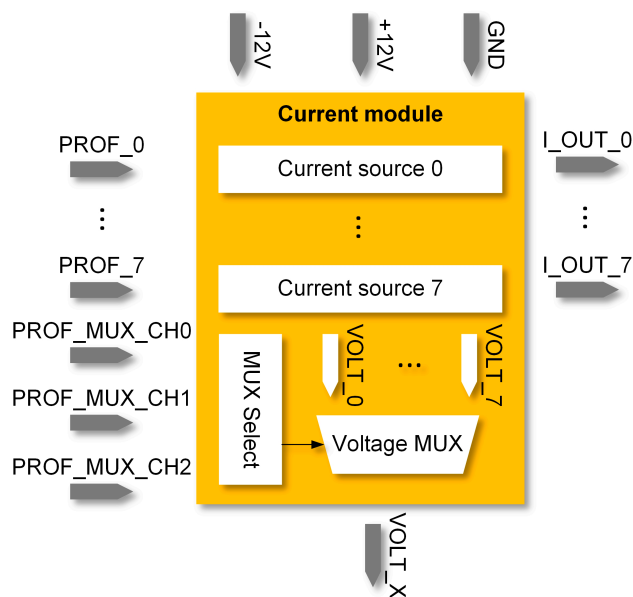 -12V
+12V
GND
Current module
PROF_0
Current source 0
I_OUT_0
...
...
...
PROF_7
Current source 7
I_OUT_7
PROF_MUX_CH0
PROF_MUX_CH1
PROF_MUX_CH2
MUX Select
VOLT_0
...
VOLT_7
Voltage MUX
VOLT_X